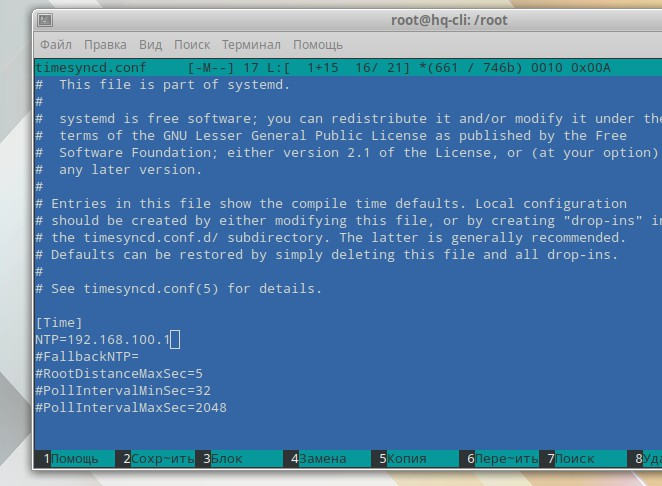 root@hq-cli: /root
Файл Правка Вид Поиск Терминал Помощь
timesyncd.conf [-M--] 17 L:[ 1+15 16/ 21] *(661 / 746b) 0010 0x00A
# This file is part of systemd.
#
# systemd is free software; you can redistribute it and/or modify it under the
# terms of the GNU Lesser General Public License as published by the Free
# Software Foundation; either version 2.1 of the License, or (at your option)
# any later version.
#
# Entries in this file show the compile time defaults. Local configuration
# should be created by either modifying this file, or by creating "drop-ins" in
# the timesyncd.conf.d/ subdirectory. The latter is generally recommended.
# Defaults can be restored by simply deleting this file and all drop-ins.
#
# See timesyncd.conf(5) for details.
[Time]
NTP=192.168.100.1
#FallbackNTP=
#RootDistanceMaxSec=5
#PollIntervalMinSec=32
#PollIntervalMaxSec=2048
1Помощь 2Сохр~ить 3Блок 4Замена 5Копия 6Пере~ить 7Поиск 8Уда